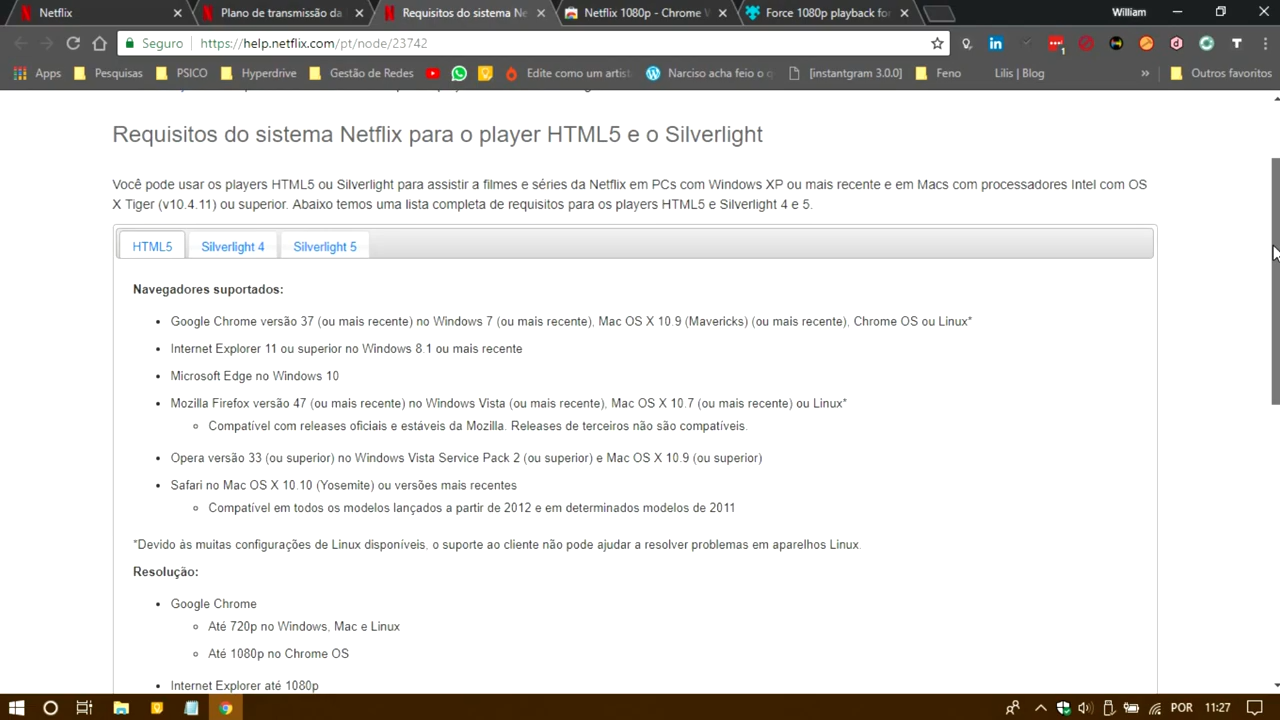 Netflix
Plano de transmissão da
Requisitos do sistema Ne
Netflix 1080p - Chrome W
Force 1080p playback for
William
Seguro
https://help.netflix.com/pt/node/23742
Apps
Pesquisas
PSICO
Hyperdrive
Gestão de Redes
Edite como um artist
Narciso acha feio o q
[instantgram 3.0.0]
Feno
Lilis | Blog
»
Outros favoritos
Requisitos do sistema Netflix para o player HTML5 e o Silverlight
Você pode usar os players HTML5 ou Silverlight para assistir a filmes e séries da Netflix em PCs com Windows XP ou mais recente e em Macs com processadores Intel com OS
X Tiger (v10.4.11) ou superior. Abaixo temos uma lista completa de requisitos para os players HTML5 e Silverlight 4 e 5.
HTML5
Silverlight 4
Silverlight 5
Navegadores suportados:
Google Chrome versão 37 (ou mais recente) no Windows 7 (ou mais recente), Mac OS X 10.9 (Mavericks) (ou mais recente), Chrome OS ou Linux*
Internet Explorer 11 ou superior no Windows 8.1 ou mais recente
Microsoft Edge no Windows 10
Mozilla Firefox versão 47 (ou mais recente) no Windows Vista (ou mais recente), Mac OS X 10.7 (ou mais recente) ou Linux*
Compatível com releases oficiais e estáveis da Mozilla. Releases de terceiros não são compatíveis.
Opera versão 33 (ou superior) no Windows Vista Service Pack 2 (ou superior) e Mac OS X 10.9 (ou superior)
Safari no Mac OS X 10.10 (Yosemite) ou versões mais recentes
Compatível em todos os modelos lançados a partir de 2012 e em determinados modelos de 2011
*Devido às muitas configurações de Linux disponíveis, o suporte ao cliente não pode ajudar a resolver problemas em aparelhos Linux.
Resolução:
Google Chrome
Até 720p no Windows, Mac e Linux
Até 1080p no Chrome OS
Internet Explorer até 1080p
POR
11:27